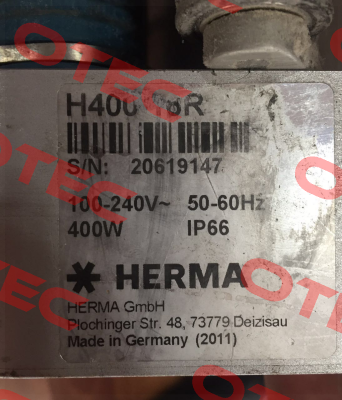 OTEC
H400
S/N: 20619147
100-240V~ 50-60Hz
400W IP66
HERMA
HERMA GmbH
Plochinger Str. 48, 73779 Deizisau
Made in Germany (2011)